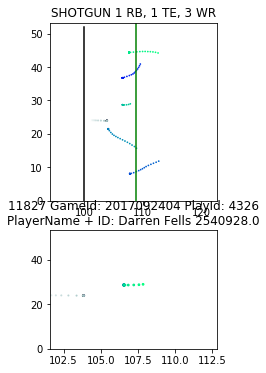 SHOTGUN 1 RB, 1 TE, 3 WR
50
40
30
20
10
0
100 110 120
11827 GameId: 2017092404 PlayId: 4326
PlayerName + ID: Darren Fells 2540928.0
40
20
0
102.5 105.0 107.5 110.0 112.5